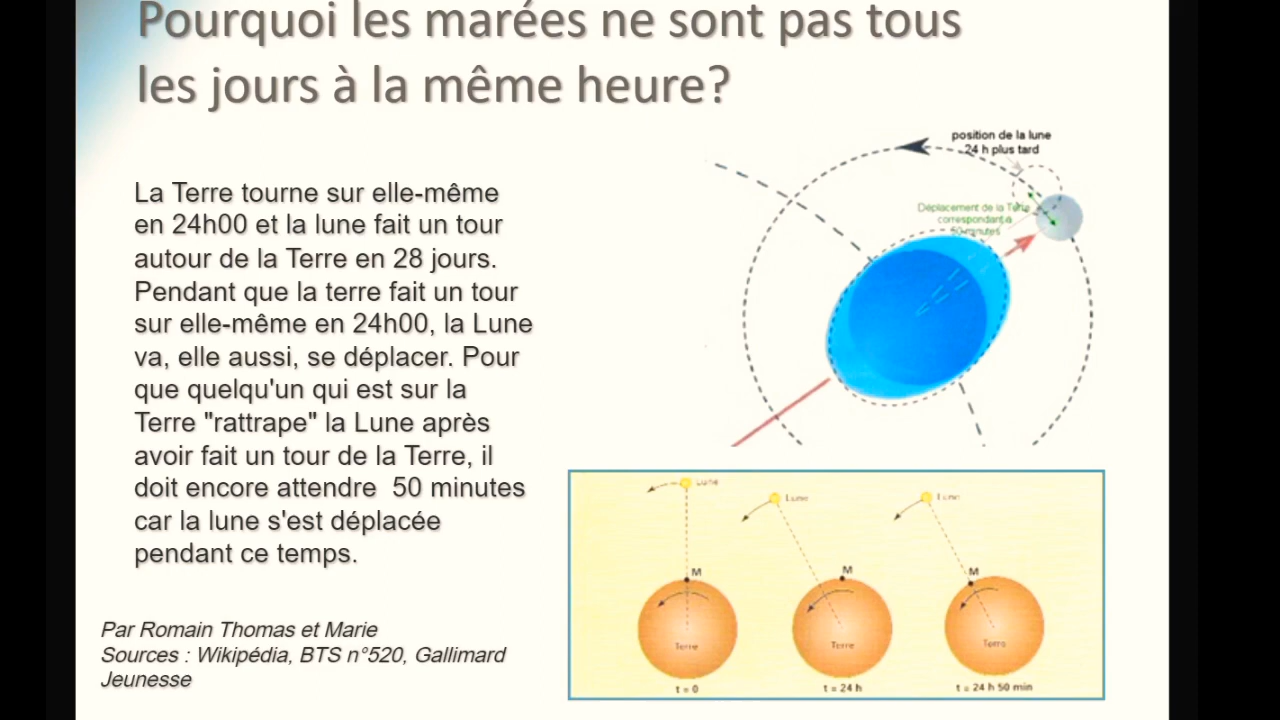 Pourquoi les marées ne sont pas tous
les jours à la même heure?
La Terre tourne sur elle-même
en 24h00 et la lune fait un tour
autour de la Terre en 28 jours.
Pendant que la terre fait un tour
sur elle-même en 24h00, la Lune
va, elle aussi, se déplacer. Pour
que quelqu'un qui est sur la
Terre "rattrape" la Lune après
avoir fait un tour de la Terre, il
doit encore attendre 50 minutes
car la lune s'est déplacée
pendant ce temps.
Par Romain Thomas et Marie
Sources : Wikipédia, BTS n°520, Gallimard
Jeunesse
position de la lune
24 h plus tard
Déplacement de la Terre
correspondant à
50 minutes
Lune
Lune
Lune
M
M
M
Terre
Terre
Terre
t = 0
t = 24 h
t = 24 h 50 min